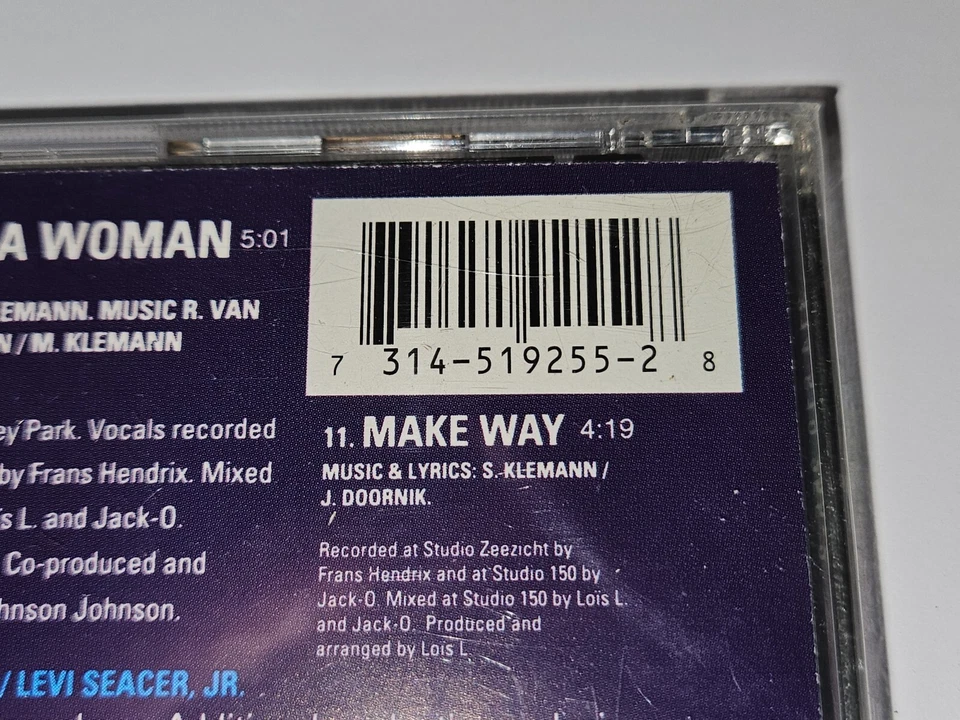 A WOMAN 5:01
EMANN. MUSIC R. VAN
N / M. KLEMANN
ey Park. Vocals recorded
by Frans Hendrix. Mixed
s L. and Jack-O.
Co-produced and
hnson Johnson.
/ LEVI SEACER, JR.
7 314-519255-2 8
11. MAKE WAY 4:19
MUSIC & LYRICS: S. KLEMANN /
J. DOORNIK.
Recorded at Studio Zeezicht by
Frans Hendrix and at Studio 150 by
Jack-O. Mixed at Studio 150 by Lois L.
and Jack-O. Produced and
arranged by Lois L.